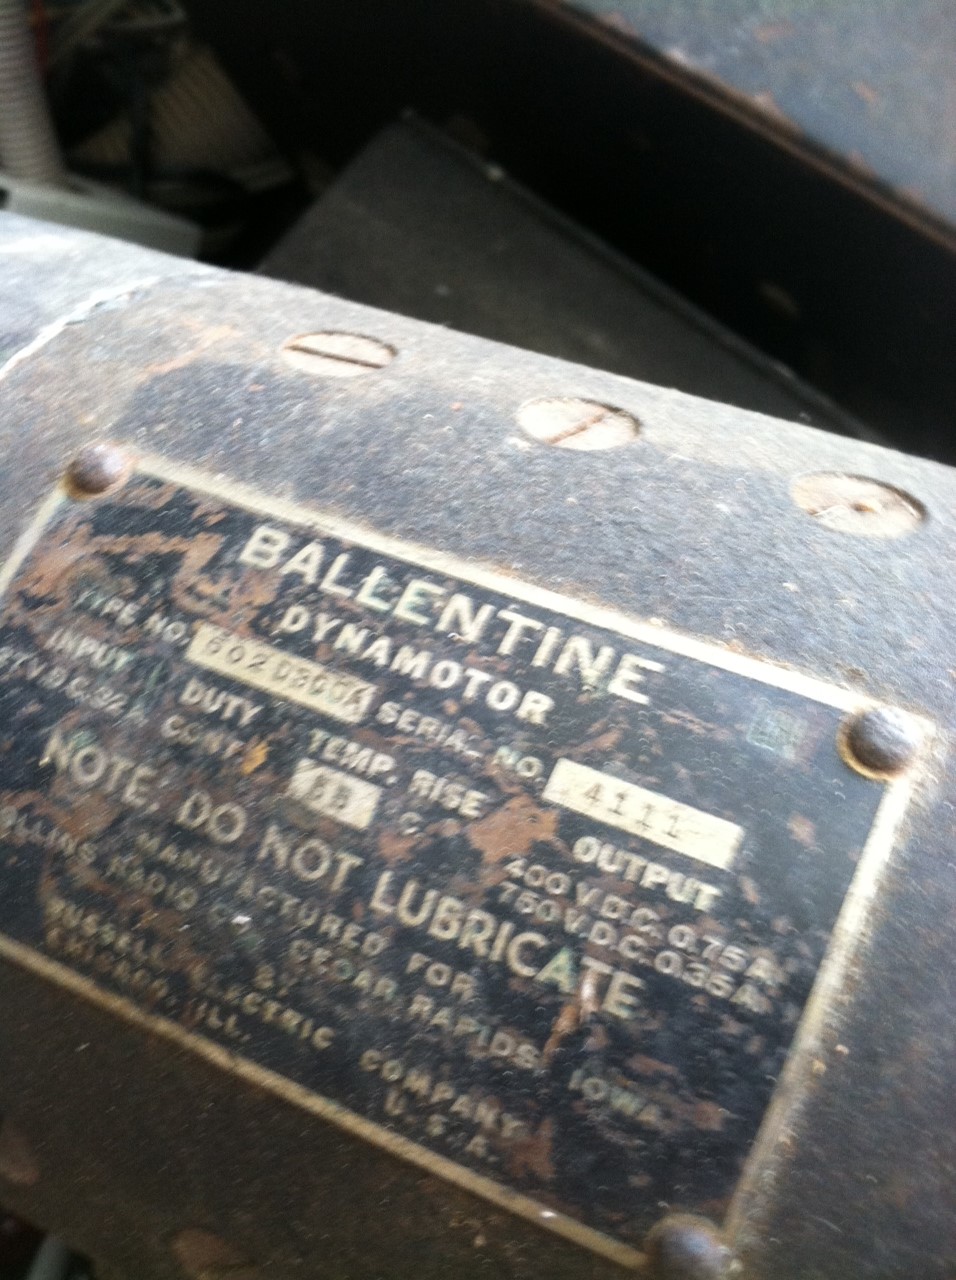 BALLENTINE
DYNAMOTOR
TYPE NO. SERIAL NO. 4111
INPUT DUTY TEMP. RISE OUTPUT
V.D.C. CONT. C 400 V.D.C. 0.75A.
750 V.D.C. 0.35A.
NOTE: DO NOT LUBRICATE
MANUFACTURED FOR
COLLINS RADIO CO. CEDAR RAPIDS IOWA
BY
RUSSELL ELECTRIC COMPANY
CHICAGO, ILL. U.S.A.